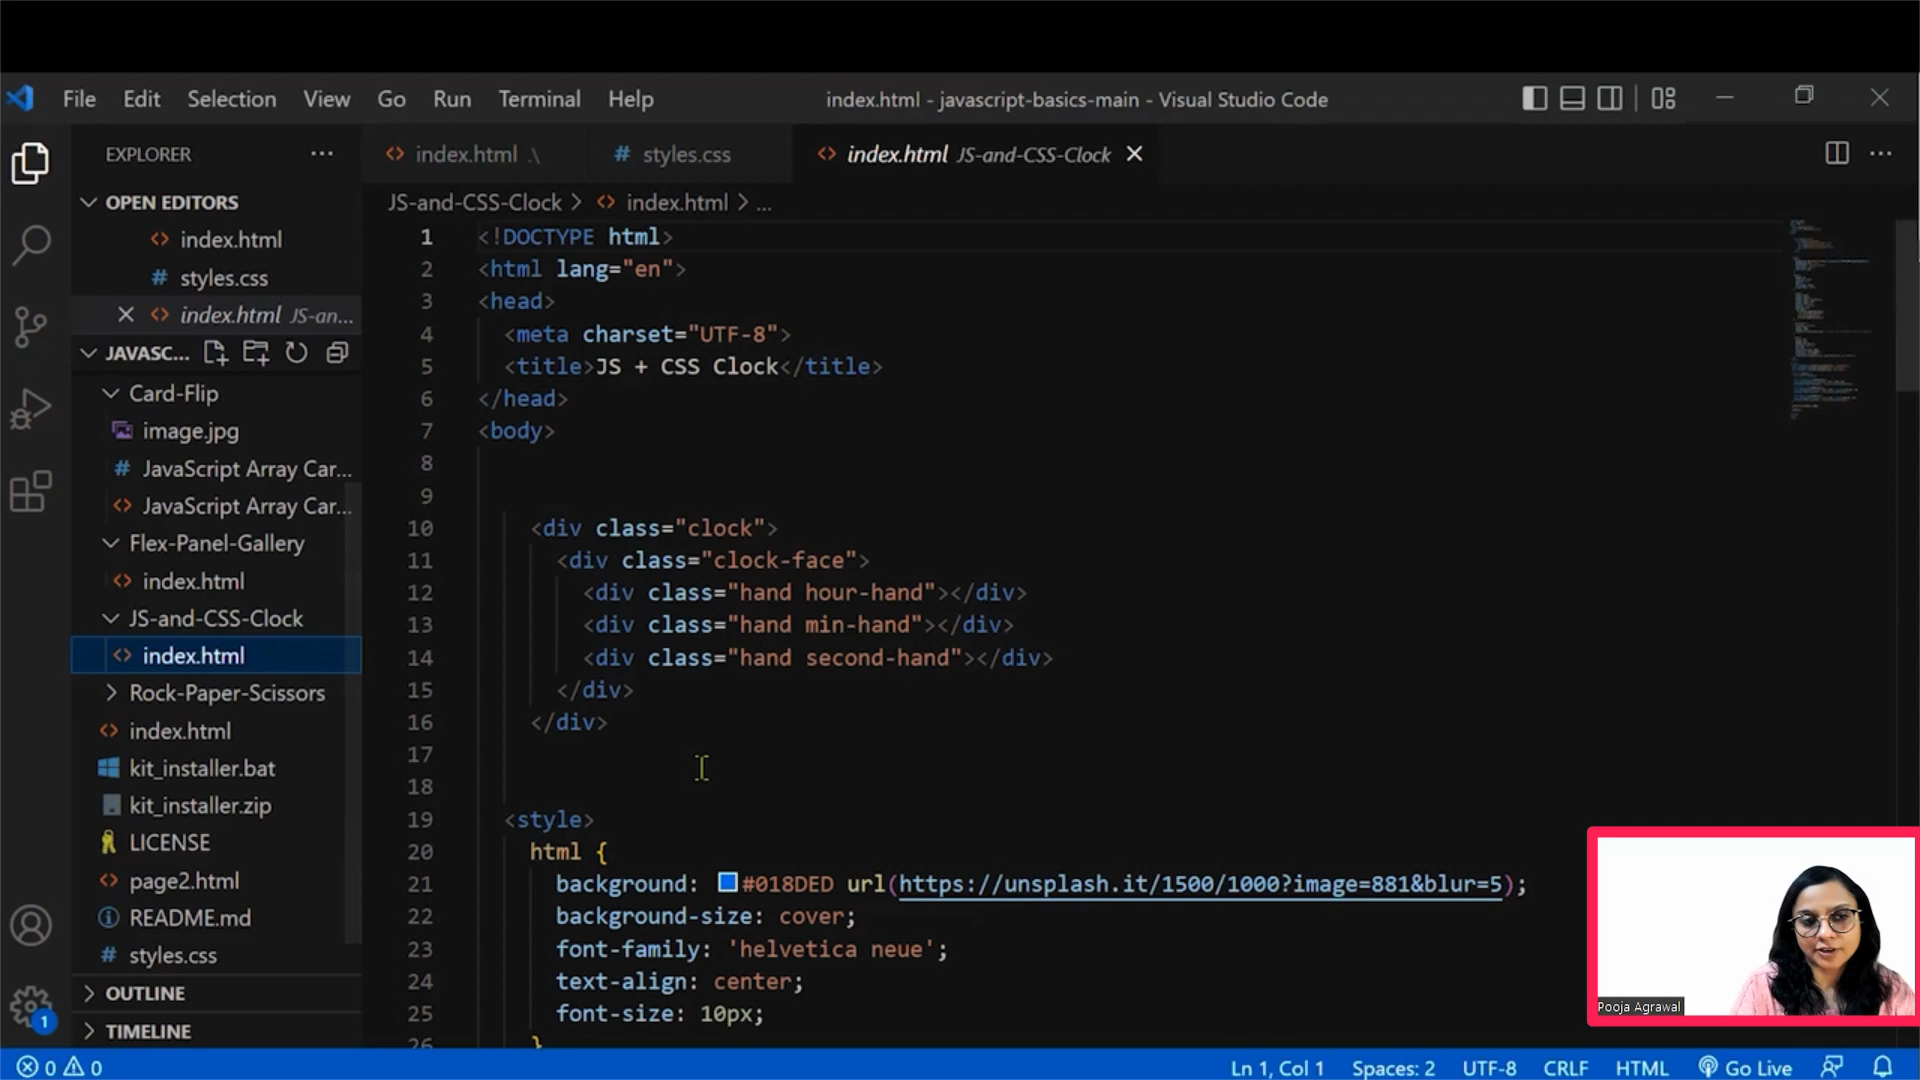 File Edit Selection View Go Run Terminal Help
index.html - javascript-basics-main - Visual Studio Code
EXPLORER
index.html .\
styles.css
index.html JS-and-CSS-Clock
OPEN EDITORS
index.html
styles.css
index.html JS-an...
JAVASC...
Card-Flip
image.jpg
JavaScript Array Car...
JavaScript Array Car...
Flex-Panel-Gallery
index.html
JS-and-CSS-Clock
index.html
Rock-Paper-Scissors
index.html
kit_installer.bat
kit_installer.zip
LICENSE
page2.html
README.md
styles.css
OUTLINE
TIMELINE
1
JS-and-CSS-Clock > index.html > ...
1 <!DOCTYPE html>
2 <html lang="en">
3 <head>
4 <meta charset="UTF-8">
5 <title>JS + CSS Clock</title>
6 </head>
7 <body>
8
9
10 <div class="clock">
11 <div class="clock-face">
12 <div class="hand hour-hand"></div>
13 <div class="hand min-hand"></div>
14 <div class="hand second-hand"></div>
15 </div>
16 </div>
17
18
19 <style>
20 html {
21 background: #018DED url(https://unsplash.it/1500/1000?image=881&blur=5);
22 background-size: cover;
23 font-family: 'helvetica neue';
24 text-align: center;
25 font-size: 10px;
26 }
Pooja Agrawal
0 0
Ln 1, Col 1 Spaces: 2 UTF-8 CRLF HTML Go Live